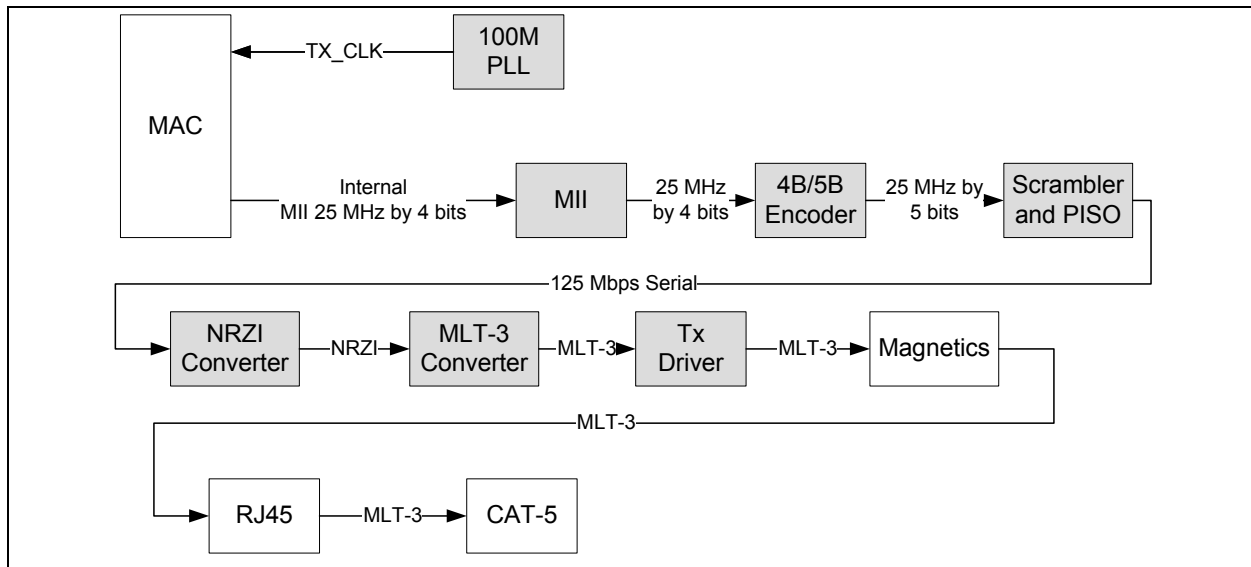 100M
PLL
TX_CLK
MAC
Internal
MII 25 MHz by 4 bits
MII
25 MHz
by 4 bits
4B/5B
Encoder
25 MHz by
5 bits
Scrambler
and PISO
125 Mbps Serial
NRZI
Converter
NRZI
MLT-3
Converter
MLT-3
Tx
Driver
MLT-3
Magnetics
MLT-3
RJ45
MLT-3
CAT-5